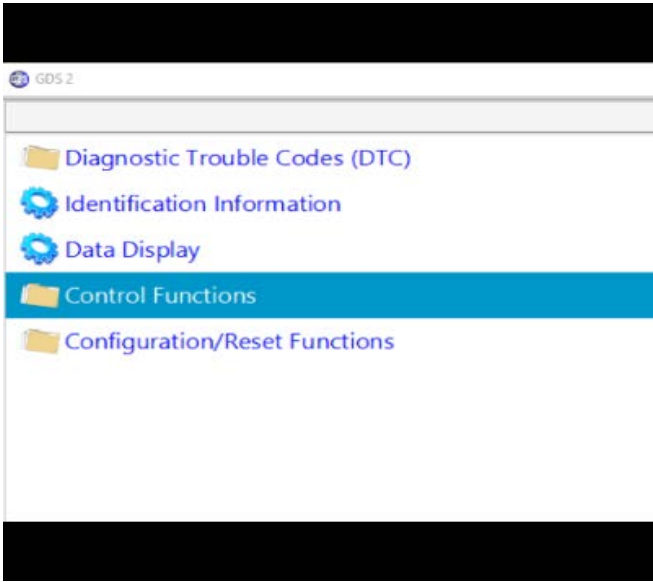 GDS 2
Diagnostic Trouble Codes (DTC)
Identification Information
Data Display
Control Functions
Configuration/Reset Functions